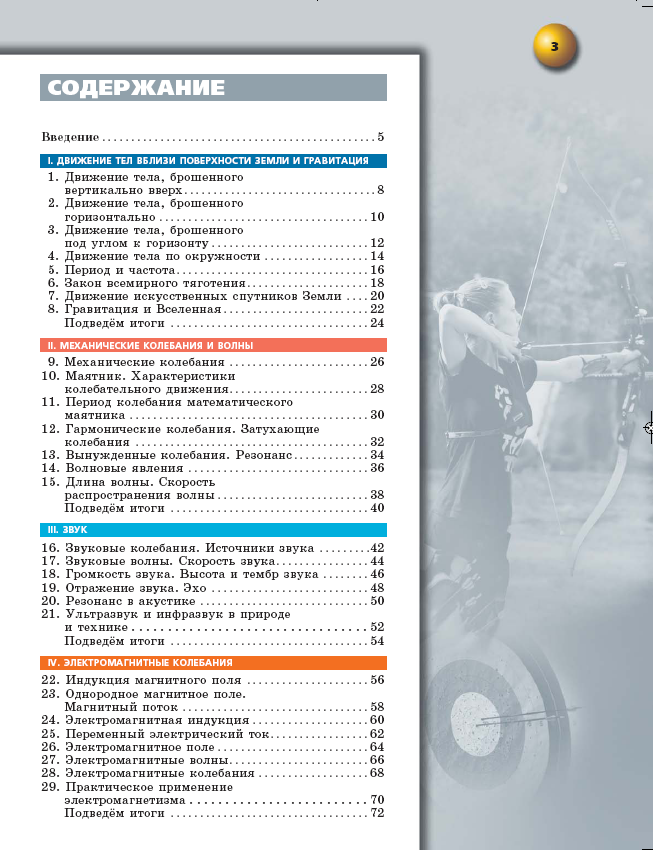 3
СОДЕРЖАНИЕ
Введение ................................................ 5
I. ДВИЖЕНИЕ ТЕЛ ВБЛИЗИ ПОВЕРХНОСТИ ЗЕМЛИ И ГРАВИТАЦИЯ
1. Движение тела, брошенного
вертикально вверх ................................. 8
2. Движение тела, брошенного
горизонтально ..................................... 10
3. Движение тела, брошенного
под углом к горизонту ........................... 12
4. Движение тела по окружности .................. 14
5. Период и частота ................................. 16
6. Закон всемирного тяготения ..................... 18
7. Движение искусственных спутников Земли .... 20
8. Гравитация и Вселенная ......................... 22
Подведём итоги ................................... 24
II. МЕХАНИЧЕСКИЕ КОЛЕБАНИЯ И ВОЛНЫ
9. Механические колебания ........................ 26
10. Маятник. Характеристики
колебательного движения ........................ 28
11. Период колебания математического
маятника .......................................... 30
12. Гармонические колебания. Затухающие
колебания ......................................... 32
13. Вынужденные колебания. Резонанс ............. 34
14. Волновые явления ............................... 36
15. Длина волны. Скорость
распространения волны .......................... 38
Подведём итоги ................................... 40
III. ЗВУК
16. Звуковые колебания. Источники звука ......... 42
17. Звуковые волны. Скорость звука ................ 44
18. Громкость звука. Высота и тембр звука ........ 46
19. Отражение звука. Эхо ........................... 48
20. Резонанс в акустике ............................. 50
21. Ультразвук и инфразвук в природе
и технике .......................................... 52
Подведём итоги ................................... 54
IV. ЭЛЕКТРОМАГНИТНЫЕ КОЛЕБАНИЯ
22. Индукция магнитного поля ..................... 56
23. Однородное магнитное поле.
Магнитный поток ................................. 58
24. Электромагнитная индукция .................... 60
25. Переменный электрический ток ................. 62
26. Электромагнитное поле .......................... 64
27. Электромагнитные волны ........................ 66
28. Электромагнитные колебания ................... 68
29. Практическое применение
электромагнетизма ................................ 70
Подведём итоги ................................... 72